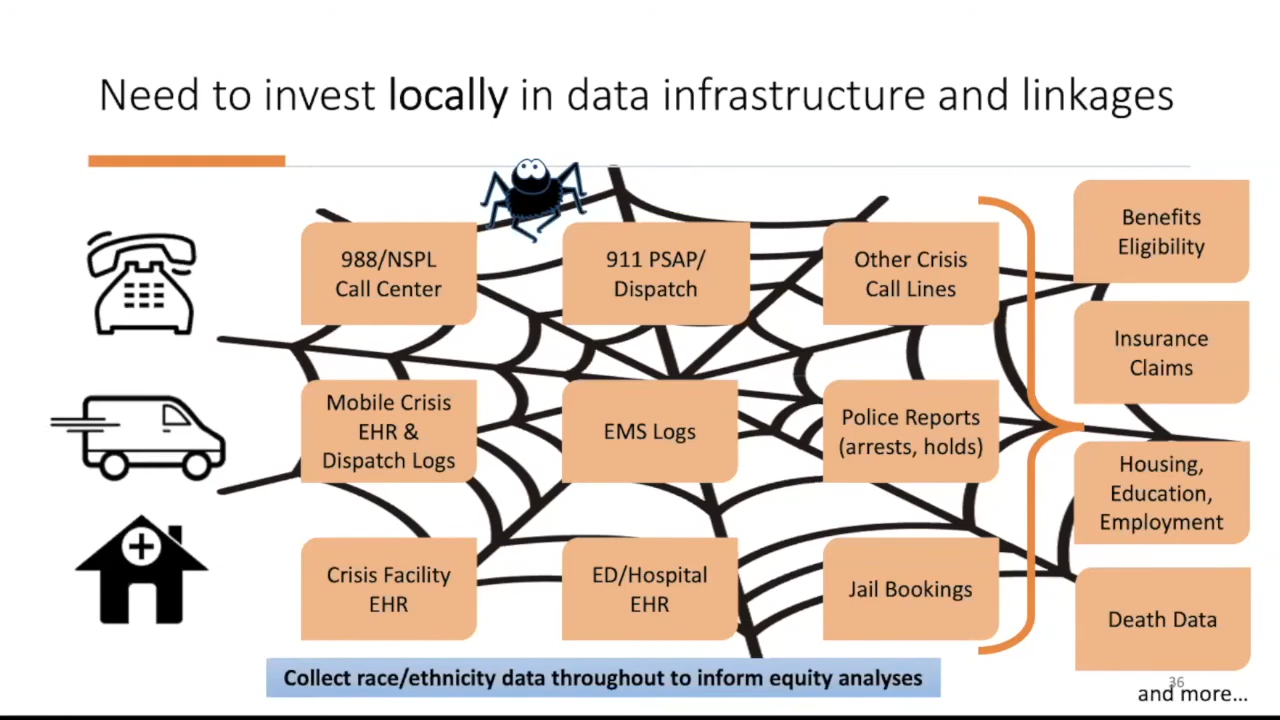 Need to invest locally in data infrastructure and linkages
988/NSPL
Call Center
911 PSAP/
Dispatch
Other Crisis
Call Lines
Mobile Crisis
EHR &
Dispatch Logs
EMS Logs
Police Reports
(arrests, holds)
Crisis Facility
EHR
ED/Hospital
EHR
Jail Bookings
Benefits
Eligibility
Insurance
Claims
Housing,
Education,
Employment
Death Data
Collect race/ethnicity data throughout to inform equity analyses
36
and more...